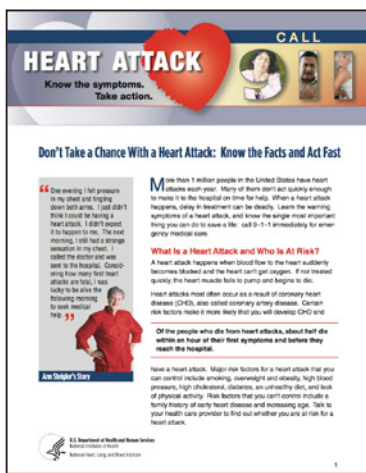 CALL
911
HEART ATTACK
Know the symptoms.
Take action.
Don't Take a Chance With a Heart Attack: Know the Facts and Act Fast
“One evening I felt pressure
in my chest and tingling
down both arms. I just didn't
think I could be having a
heart attack. I didn't expect
it to happen to me. The next
morning, I still had a strange
sensation in my chest. I
called the doctor and was
sent to the hospital. Consid-
ering how many first heart
attacks are fatal, I was
lucky to be alive the
following morning
to seek medical
help.”
Ann Shrigler's Story
More than 1 million people in the United States have heart
attacks each year. Many of them don't act quickly enough
to make it to the hospital on time for help. When a heart attack
happens, delay in treatment can be deadly. Learn the warning
symptoms of a heart attack, and know the single most important
thing you can do to save a life: call 9–1–1 immediately for emer-
gency medical care.
What Is a Heart Attack and Who Is At Risk?
A heart attack happens when blood flow to the heart suddenly
becomes blocked and the heart can't get oxygen. If not treated
quickly, the heart muscle fails to pump and begins to die.
Heart attacks most often occur as a result of coronary heart
disease (CHD), also called coronary artery disease. Certain
risk factors make it more likely that you will develop CHD and
Of the people who die from heart attacks, about half die
within an hour of their first symptoms and before they
reach the hospital.
have a heart attack. Major risk factors for a heart attack that you
can control include smoking, overweight and obesity, high blood
pressure, high cholesterol, diabetes, an unhealthy diet, and lack
of physical activity. Risk factors that you can't control include a
family history of early heart disease and increasing age. Talk to
your health care provider to find out whether you are at risk for a
heart attack.
U.S. Department of Health and Human Services
National Institutes of Health
National Heart, Lung, and Blood Institute
1